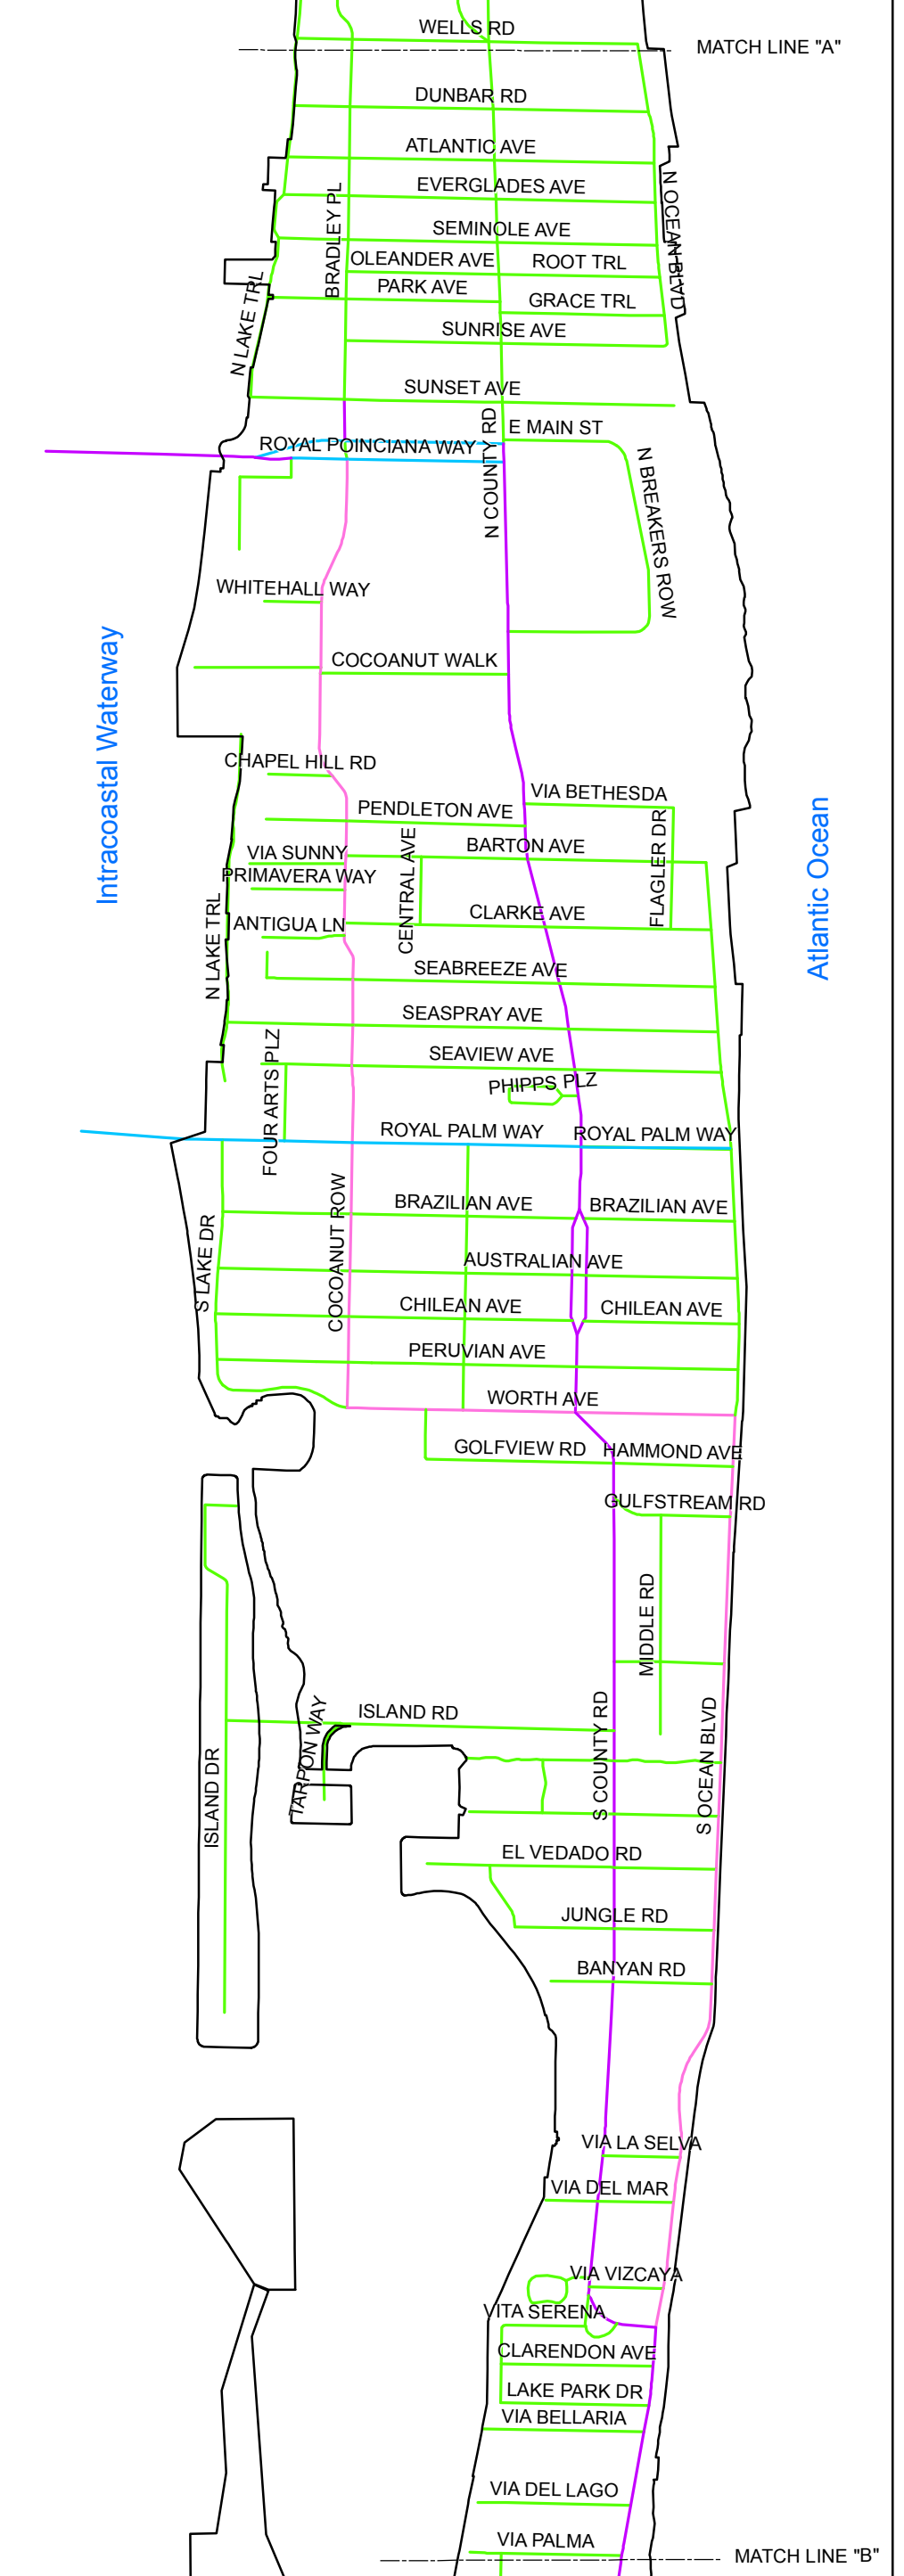 WELLS RD
MATCH LINE "A"
DUNBAR RD
ATLANTIC AVE
EVERGLADES AVE
N OCEAN BLVD
BRADLEY PL
SEMINOLE AVE
OLEANDER AVE
ROOT TRL
PARK AVE
GRACE TRL
N LAKE TRL
SUNRISE AVE
SUNSET AVE
E MAIN ST
ROYAL POINCIANA WAY
N COUNTY RD
N BREAKERS ROW
WHITEHALL WAY
COCOANUT WALK
Intracoastal Waterway
CHAPEL HILL RD
VIA BETHESDA
PENDLETON AVE
Atlantic Ocean
VIA SUNNY
BARTON AVE
CENTRAL AVE
FLAGLER DR
PRIMAVERA WAY
N LAKE TRL
ANTIGUA LN
CLARKE AVE
SEABREEZE AVE
SEASPRAY AVE
SEAVIEW AVE
FOUR ARTS PLZ
PHIPPS PLZ
ROYAL PALM WAY
ROYAL PALM WAY
BRAZILIAN AVE
BRAZILIAN AVE
S LAKE DR
COCOANUT ROW
AUSTRALIAN AVE
CHILEAN AVE
CHILEAN AVE
PERUVIAN AVE
WORTH AVE
GOLFVIEW RD
HAMMOND AVE
GULFSTREAM RD
MIDDLE RD
ISLAND RD
TARPON WAY
ISLAND DR
S COUNTY RD
S OCEAN BLVD
EL VEDADO RD
JUNGLE RD
BANYAN RD
VIA LA SELVA
VIA DEL MAR
VIA VIZCAYA
VITA SERENA
CLARENDON AVE
LAKE PARK DR
VIA BELLARIA
VIA DEL LAGO
VIA PALMA
MATCH LINE "B"